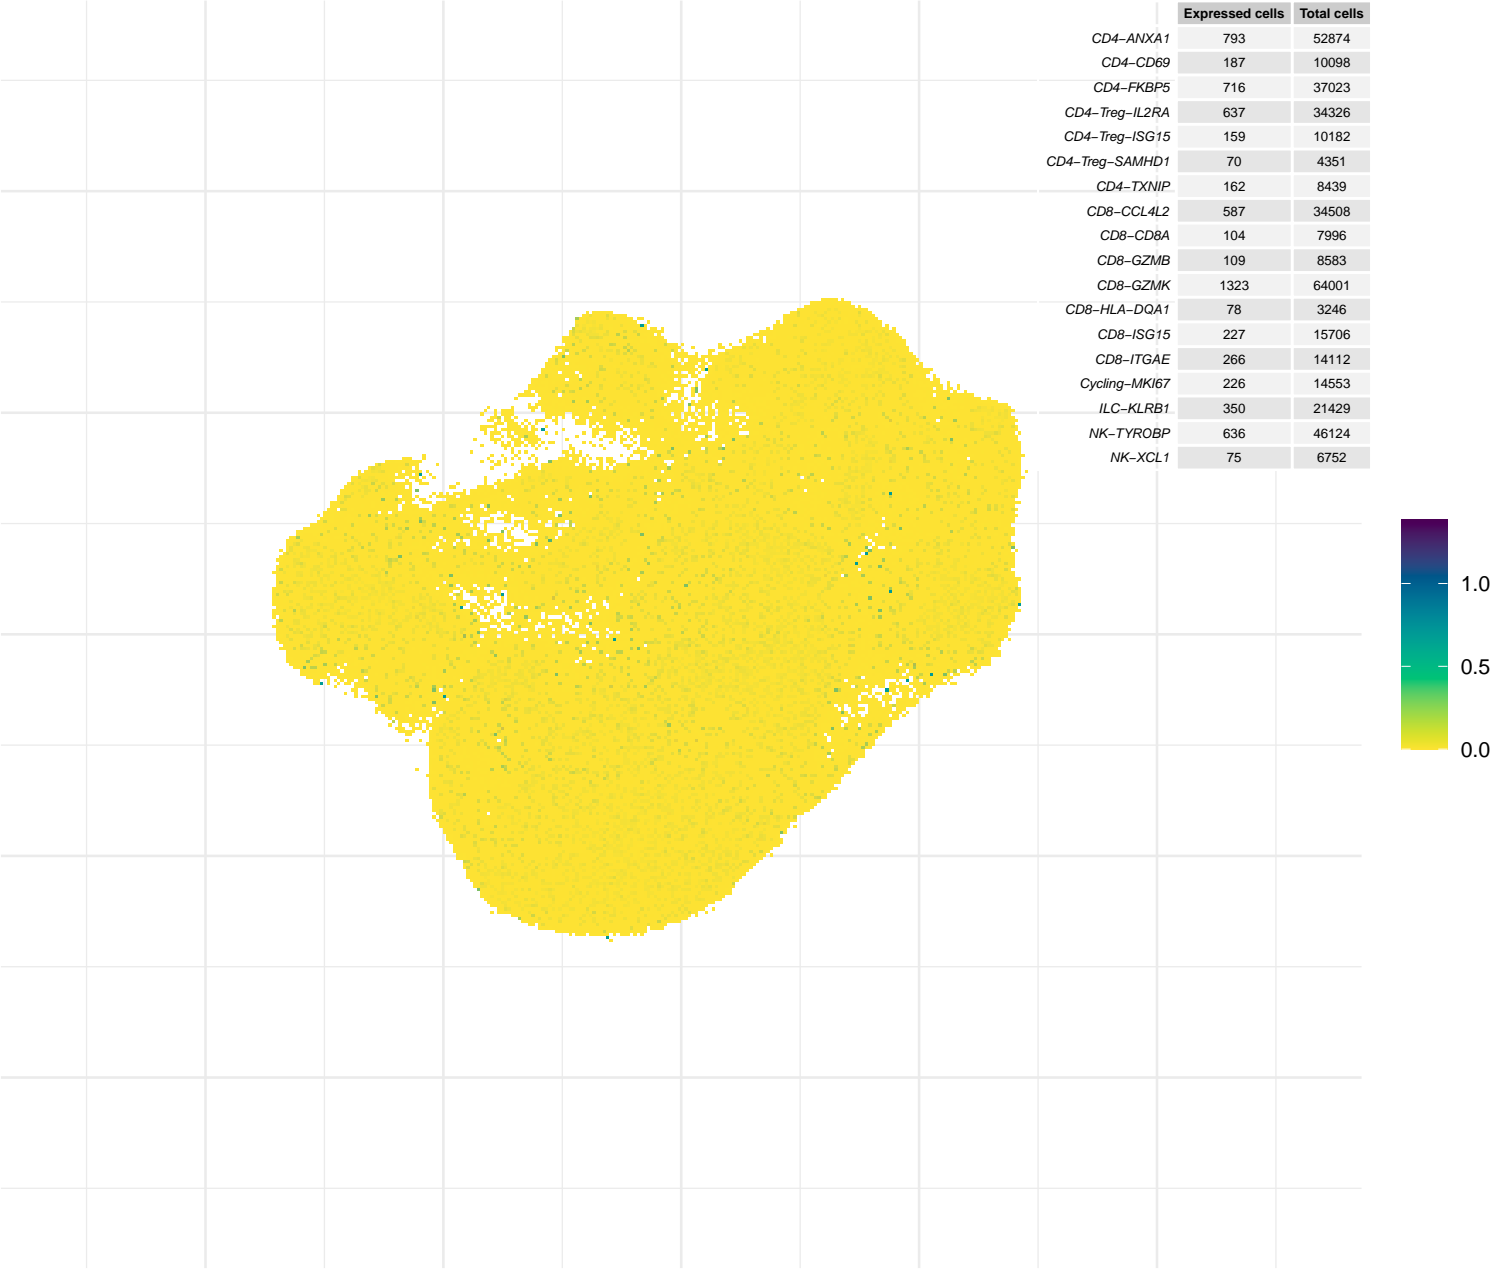 Expressed cells Total cells
CD4−ANXA1 793 52874
CD4−CD69 187 10098
CD4−FKBP5 716 37023
CD4−Treg−IL2RA 637 34326
CD4−Treg−ISG15 159 10182
CD4−Treg−SAMHD1 70 4351
CD4−TXNIP 162 8439
CD8−CCL4L2 587 34508
CD8−CD8A 104 7996
CD8−GZMB 109 8583
CD8−GZMK 1323 64001
CD8−HLA−DQA1 78 3246
CD8−ISG15 227 15706
CD8−ITGAE 266 14112
Cycling−MKI67 226 14553
ILC−KLRB1 350 21429
NK−TYROBP 636 46124
NK−XCL1 75 6752
1.0
0.5
0.0